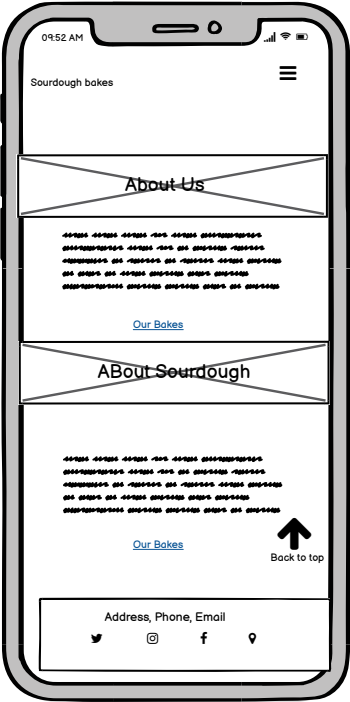 09:52 AM
Sourdough bakes
About Us
Our Bakes
ABout Sourdough
Our Bakes
Back to top
Address, Phone, Email